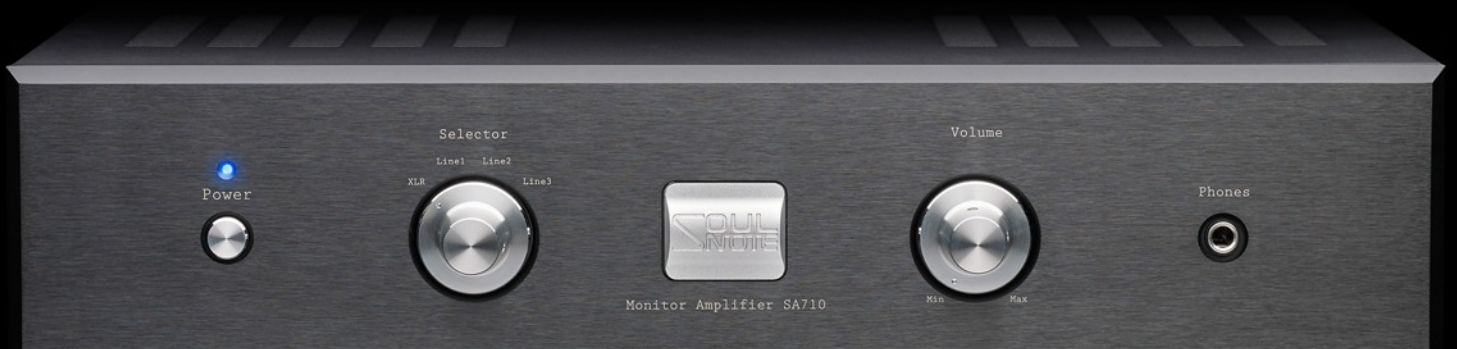 Selector
Volume
Line1 Line2
XLR
Line3
Power
Phones
SOUL
NOTE
Min
Max
Monitor Amplifier SA710